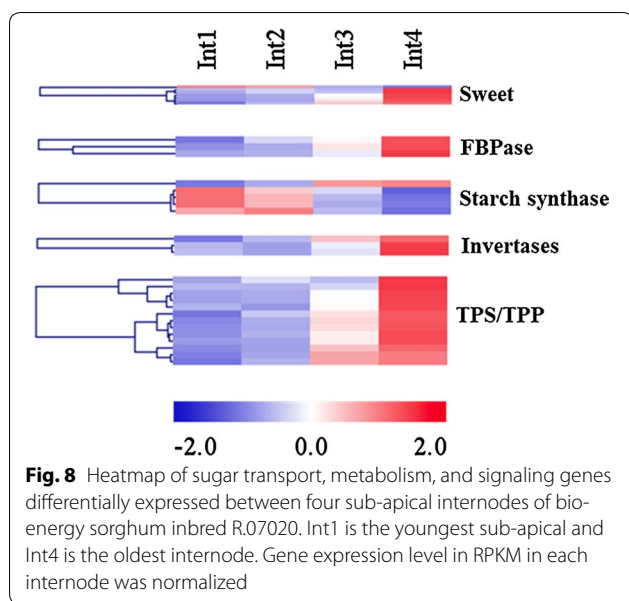 Int1 Int2 Int3 Int4
Sweet
FBPase
Starch synthase
Invertases
TPS/TPP
-2.0 0.0 2.0
Fig. 8 Heatmap of sugar transport, metabolism, and signaling genes
differentially expressed between four sub-apical internodes of bio-
energy sorghum inbred R.07020. Int1 is the youngest sub-apical and
Int4 is the oldest internode. Gene expression level in RPKM in each
internode was normalized